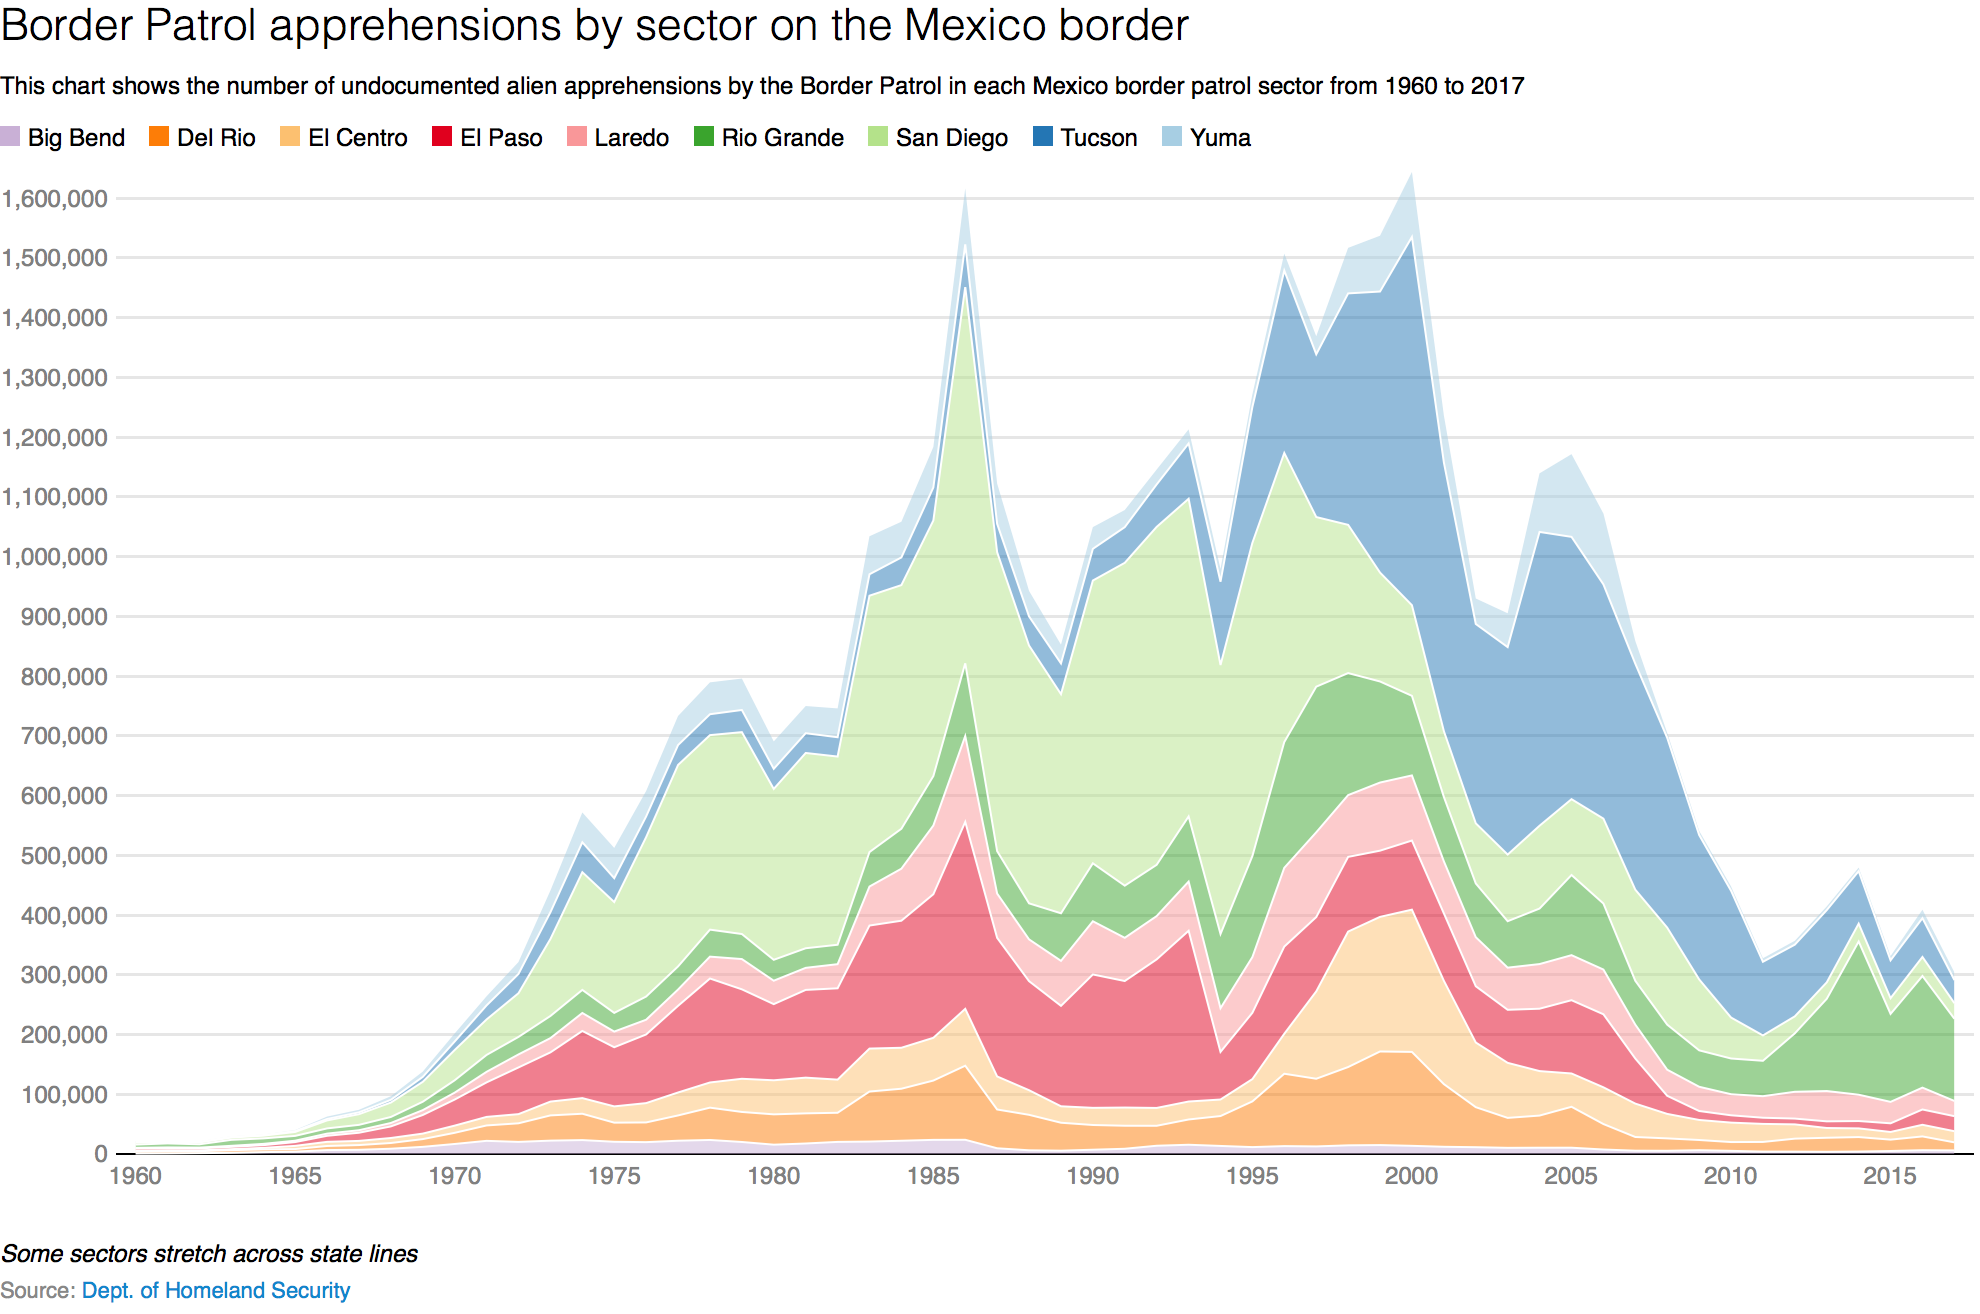 Border Patrol apprehensions by sector on the Mexico border
This chart shows the number of undocumented alien apprehensions by the Border Patrol in each Mexico border patrol sector from 1960 to 2017
Big Bend Del Rio El Centro El Paso Laredo Rio Grande San Diego Tucson Yuma
1,600,000
1,500,000
1,400,000
1,300,000
1,200,000
1,100,000
1,000,000
900,000
800,000
700,000
600,000
500,000
400,000
300,000
200,000
100,000
0
1960 1965 1970 1975 1980 1985 1990 1995 2000 2005 2010 2015
Some sectors stretch across state lines
Source: Dept. of Homeland Security